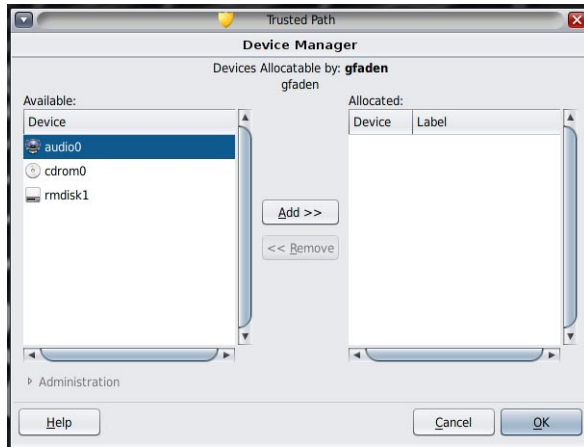 Trusted Path
Device Manager
Devices Allocatable by: gfaden
gfaden
Available:
Device
audio0
cdrom0
rmdisk1
Add >>
<< Remove
Allocated:
Device Label
Administration
Help
Cancel
OK